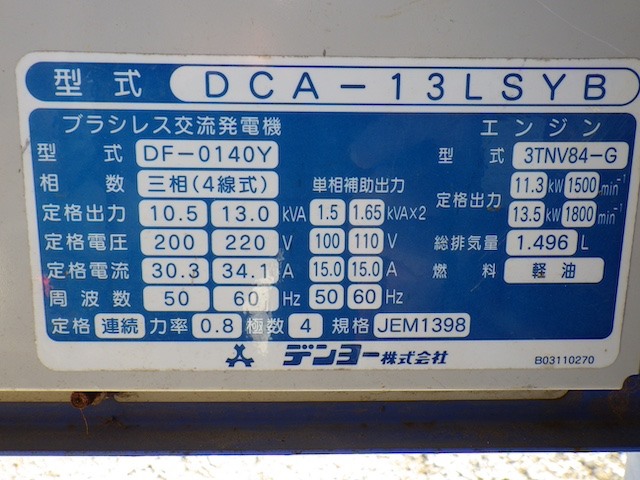 型式 DCA-13LSYB
ブラシレス交流発電機 エンジン
型式 DF-0140Y 型式 3TNV84-G
相数 三相(4線式) 単相補助出力 定格出力 11.3 kW 1500 min⁻¹
定格出力 10.5 13.0 kVA 1.5 1.65 kVA×2 13.5 kW 1800 min⁻¹
定格電圧 200 220 V 100 110 V 総排気量 1.496 L
定格電流 30.3 34.1 A 15.0 15.0 A 燃料 軽油
周波数 50 60 Hz 50 60 Hz
定格 連続 力率 0.8 極数 4 規格 JEM1398
デンヨー株式会社 B03110270